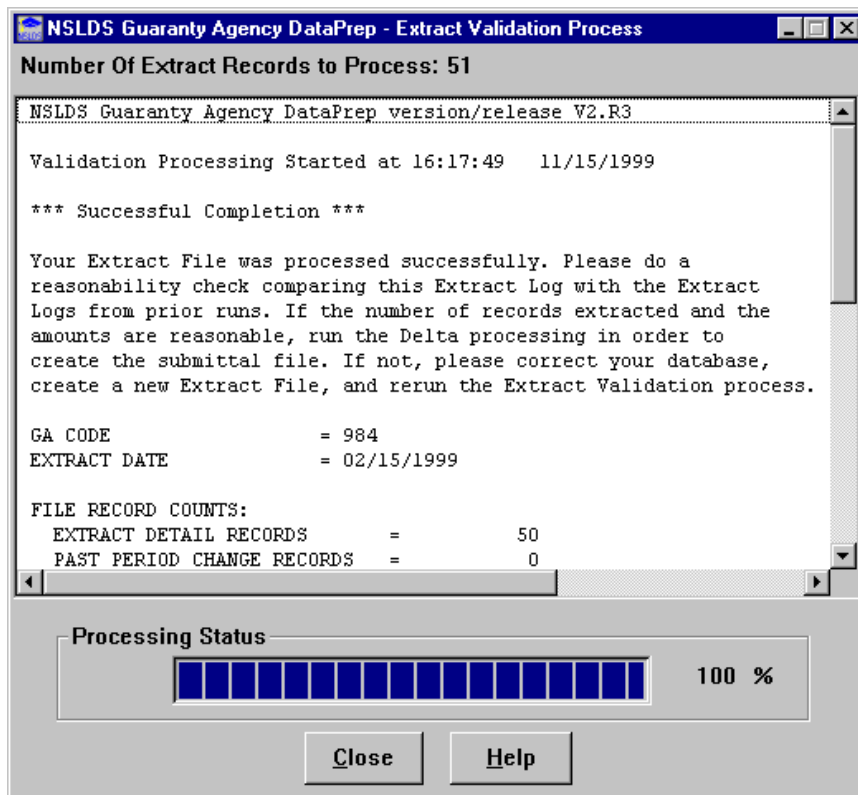 NSLDS Guaranty Agency DataPrep - Extract Validation Process
Number Of Extract Records to Process: 51
NSLDS Guaranty Agency DataPrep version/release V2.R3
Validation Processing Started at 16:17:49 11/15/1999
*** Successful Completion ***
Your Extract File was processed successfully. Please do a
reasonability check comparing this Extract Log with the Extract
Logs from prior runs. If the number of records extracted and the
amounts are reasonable, run the Delta processing in order to
create the submittal file. If not, please correct your database,
create a new Extract File, and rerun the Extract Validation process.
GA CODE = 984
EXTRACT DATE = 02/15/1999
FILE RECORD COUNTS:
EXTRACT DETAIL RECORDS = 50
PAST PERIOD CHANGE RECORDS = 0
Processing Status
100 %
Close Help